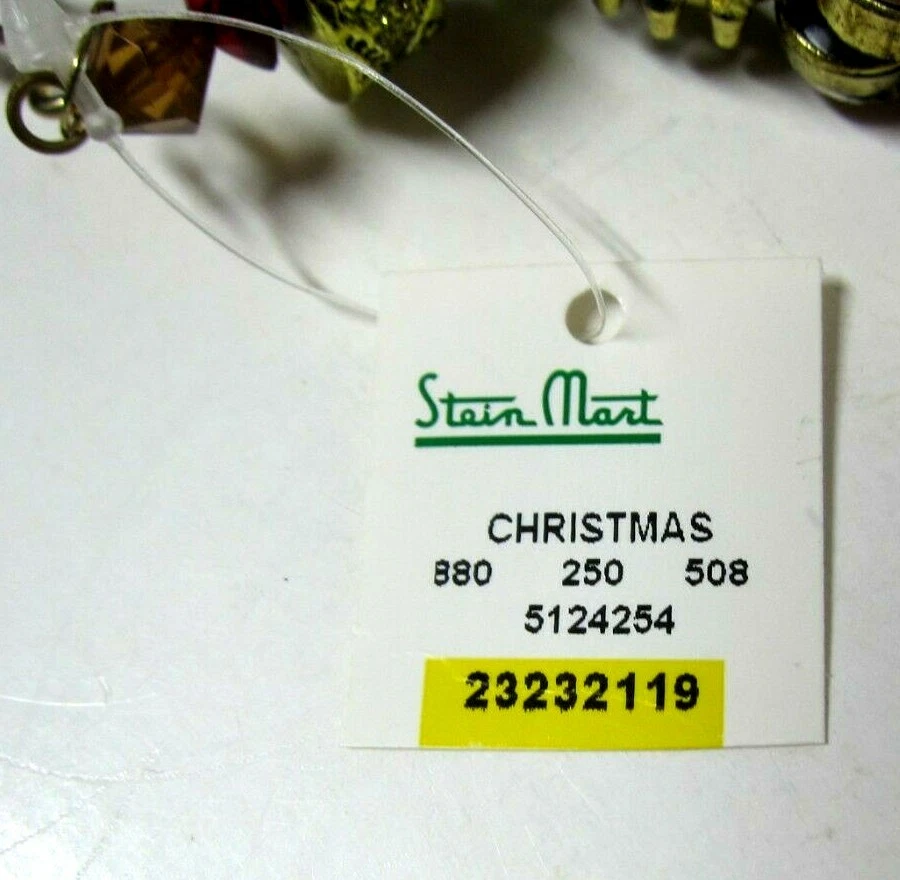 Stein Mart
CHRISTMAS
880 250 508
5124254
23232119